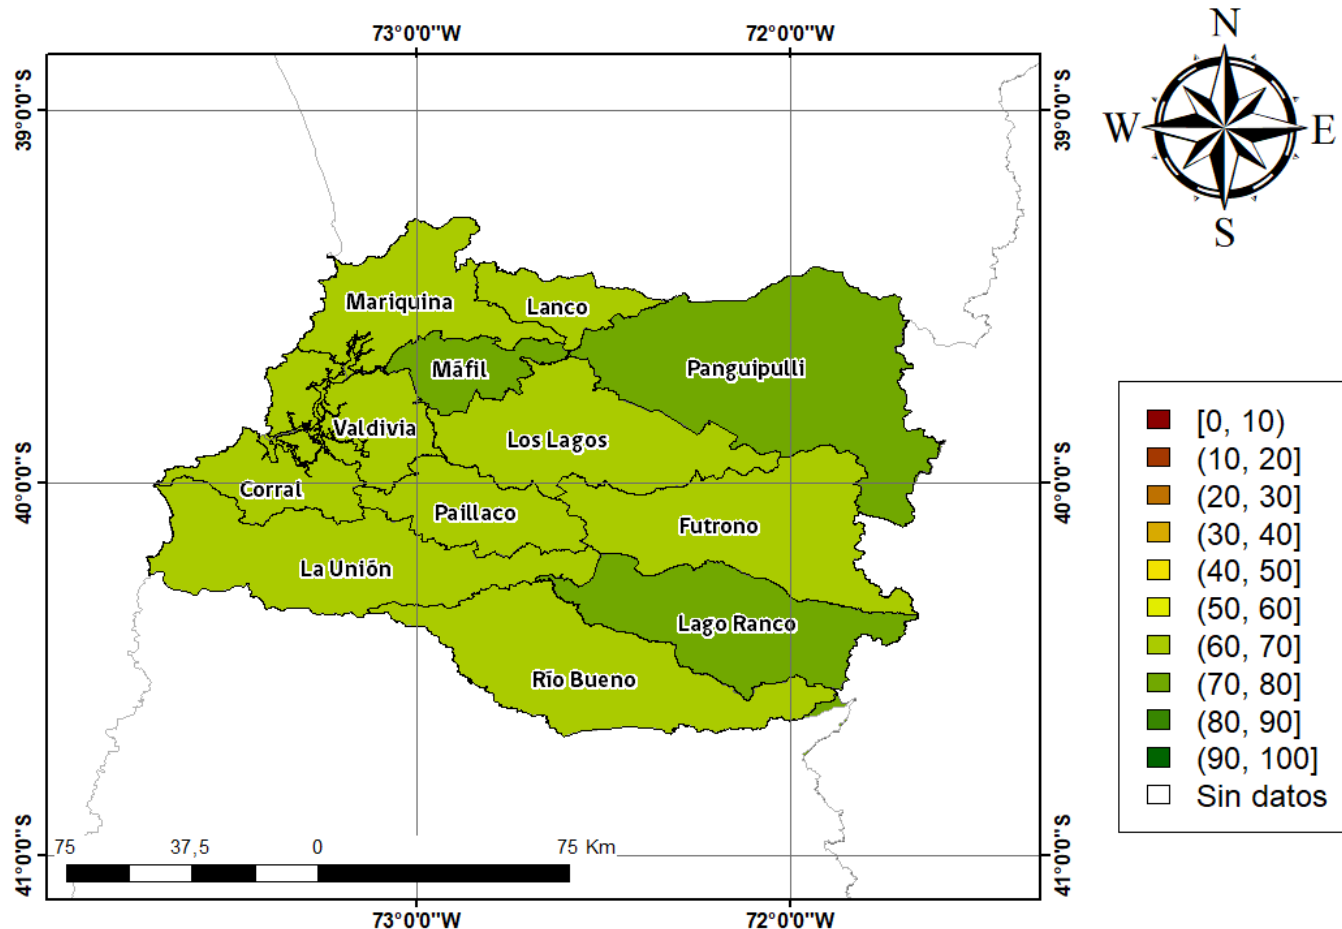 73°0'0"W 72°0'0"W
N
W E
S
39°0'0"S 39°0'0"S
Mariquina
Lanco
Máfil
Panguipulli
Valdivia
Los Lagos
40°0'0"S 40°0'0"S
Corral
Paillaco
Futrono
La Unión
Lago Ranco
Río Bueno
[0, 10)
(10, 20]
(20, 30]
(30, 40]
(40, 50]
(50, 60]
(60, 70]
(70, 80]
(80, 90]
(90, 100]
Sin datos
75 37,5 0 75 Km
41°0'0"S 41°0'0"S
73°0'0"W 72°0'0"W